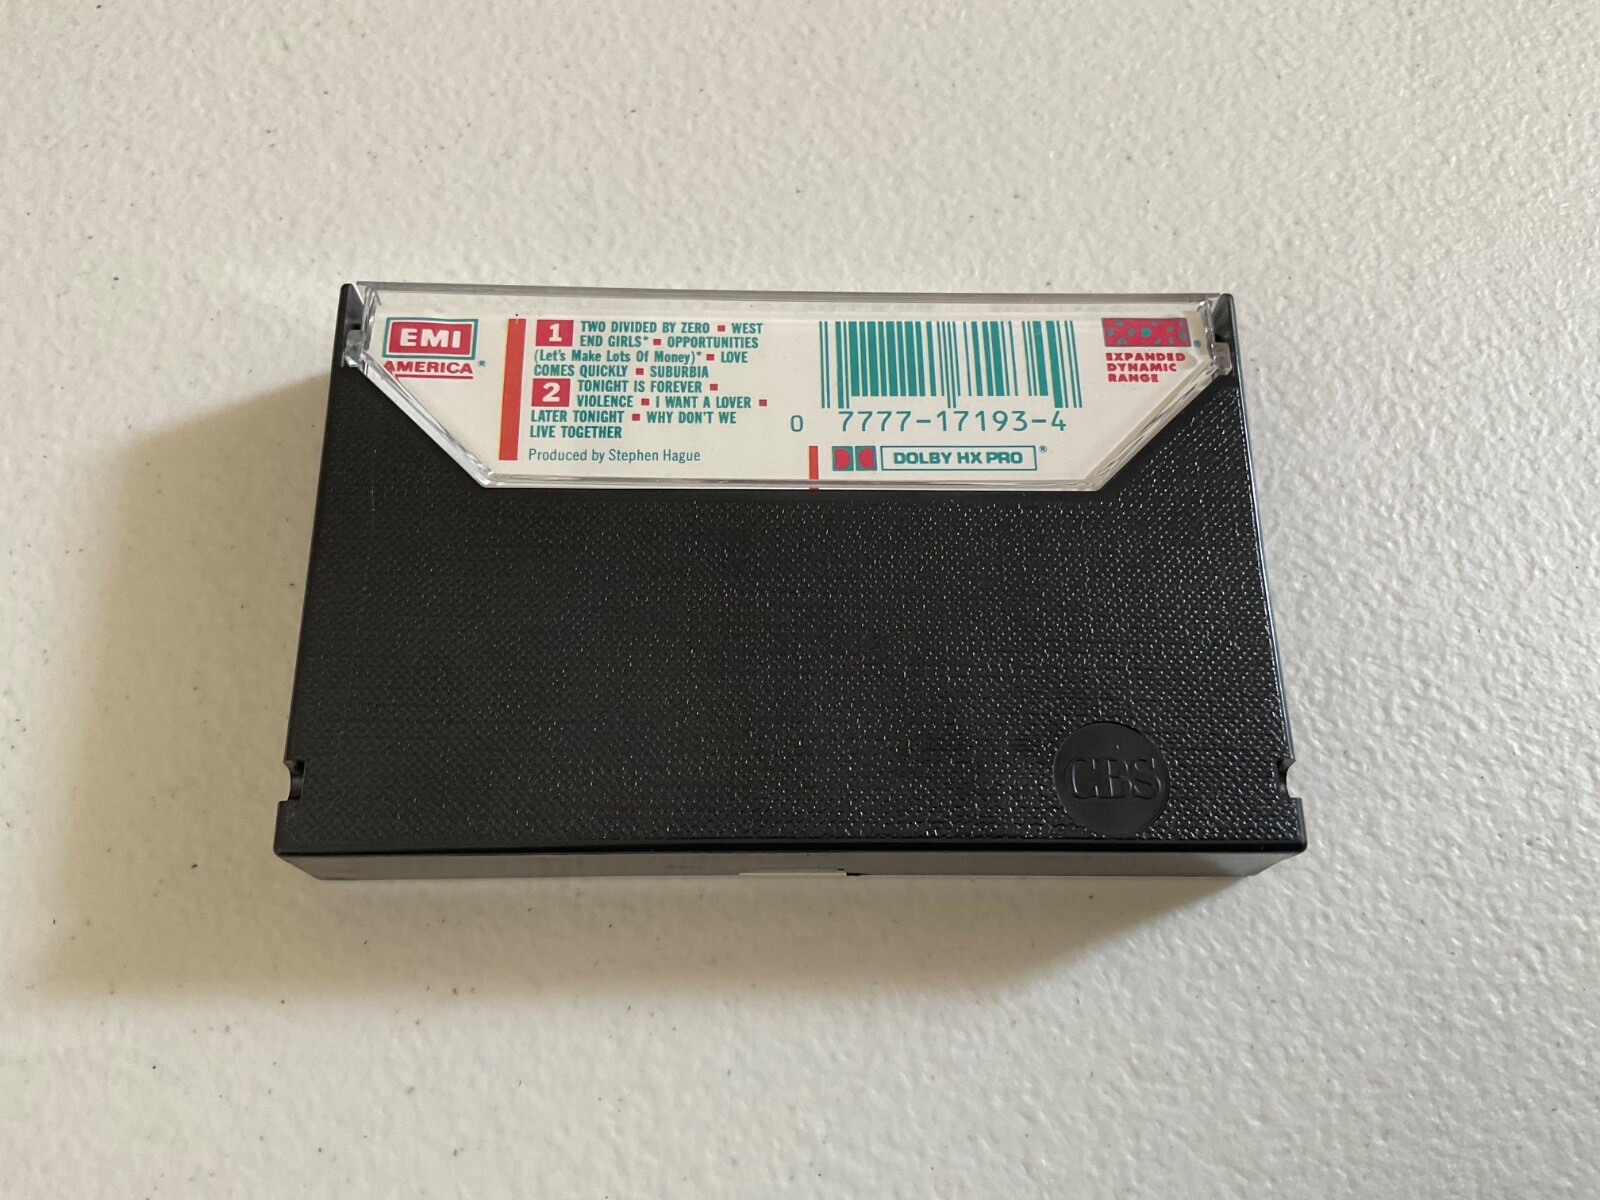 EMI
AMERICA®
1 TWO DIVIDED BY ZERO ▪ WEST
END GIRLS* ▪ OPPORTUNITIES
(Let's Make Lots Of Money)* ▪ LOVE
COMES QUICKLY ▪ SUBURBIA
2 TONIGHT IS FOREVER ▪
VIOLENCE ▪ I WANT A LOVER ▪
LATER TONIGHT ▪ WHY DON'T WE
LIVE TOGETHER
Produced by Stephen Hague
0 7777-17193-4
DOLBY HX PRO®
XDR®
EXPANDED
DYNAMIC
RANGE
CBS